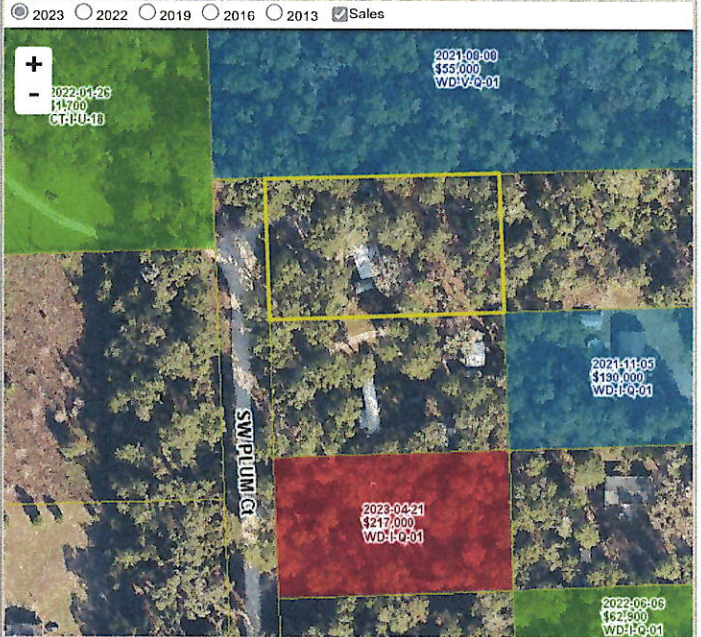 2023 2022 2019 2016 2013 Sales
+
-
2021-08-08
$55,000
WD-V-Q-01
2022-01-26
$1,700
CT-I-U-18
2021-11-05
$190,000
WD-I-Q-01
SW PLUM Ct
2023-04-21
$217,000
WD-I-Q-01
2022-06-06
$62,900
WD-I-Q-01